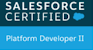 SALESFORCE
CERTIFIED
Platform Developer II